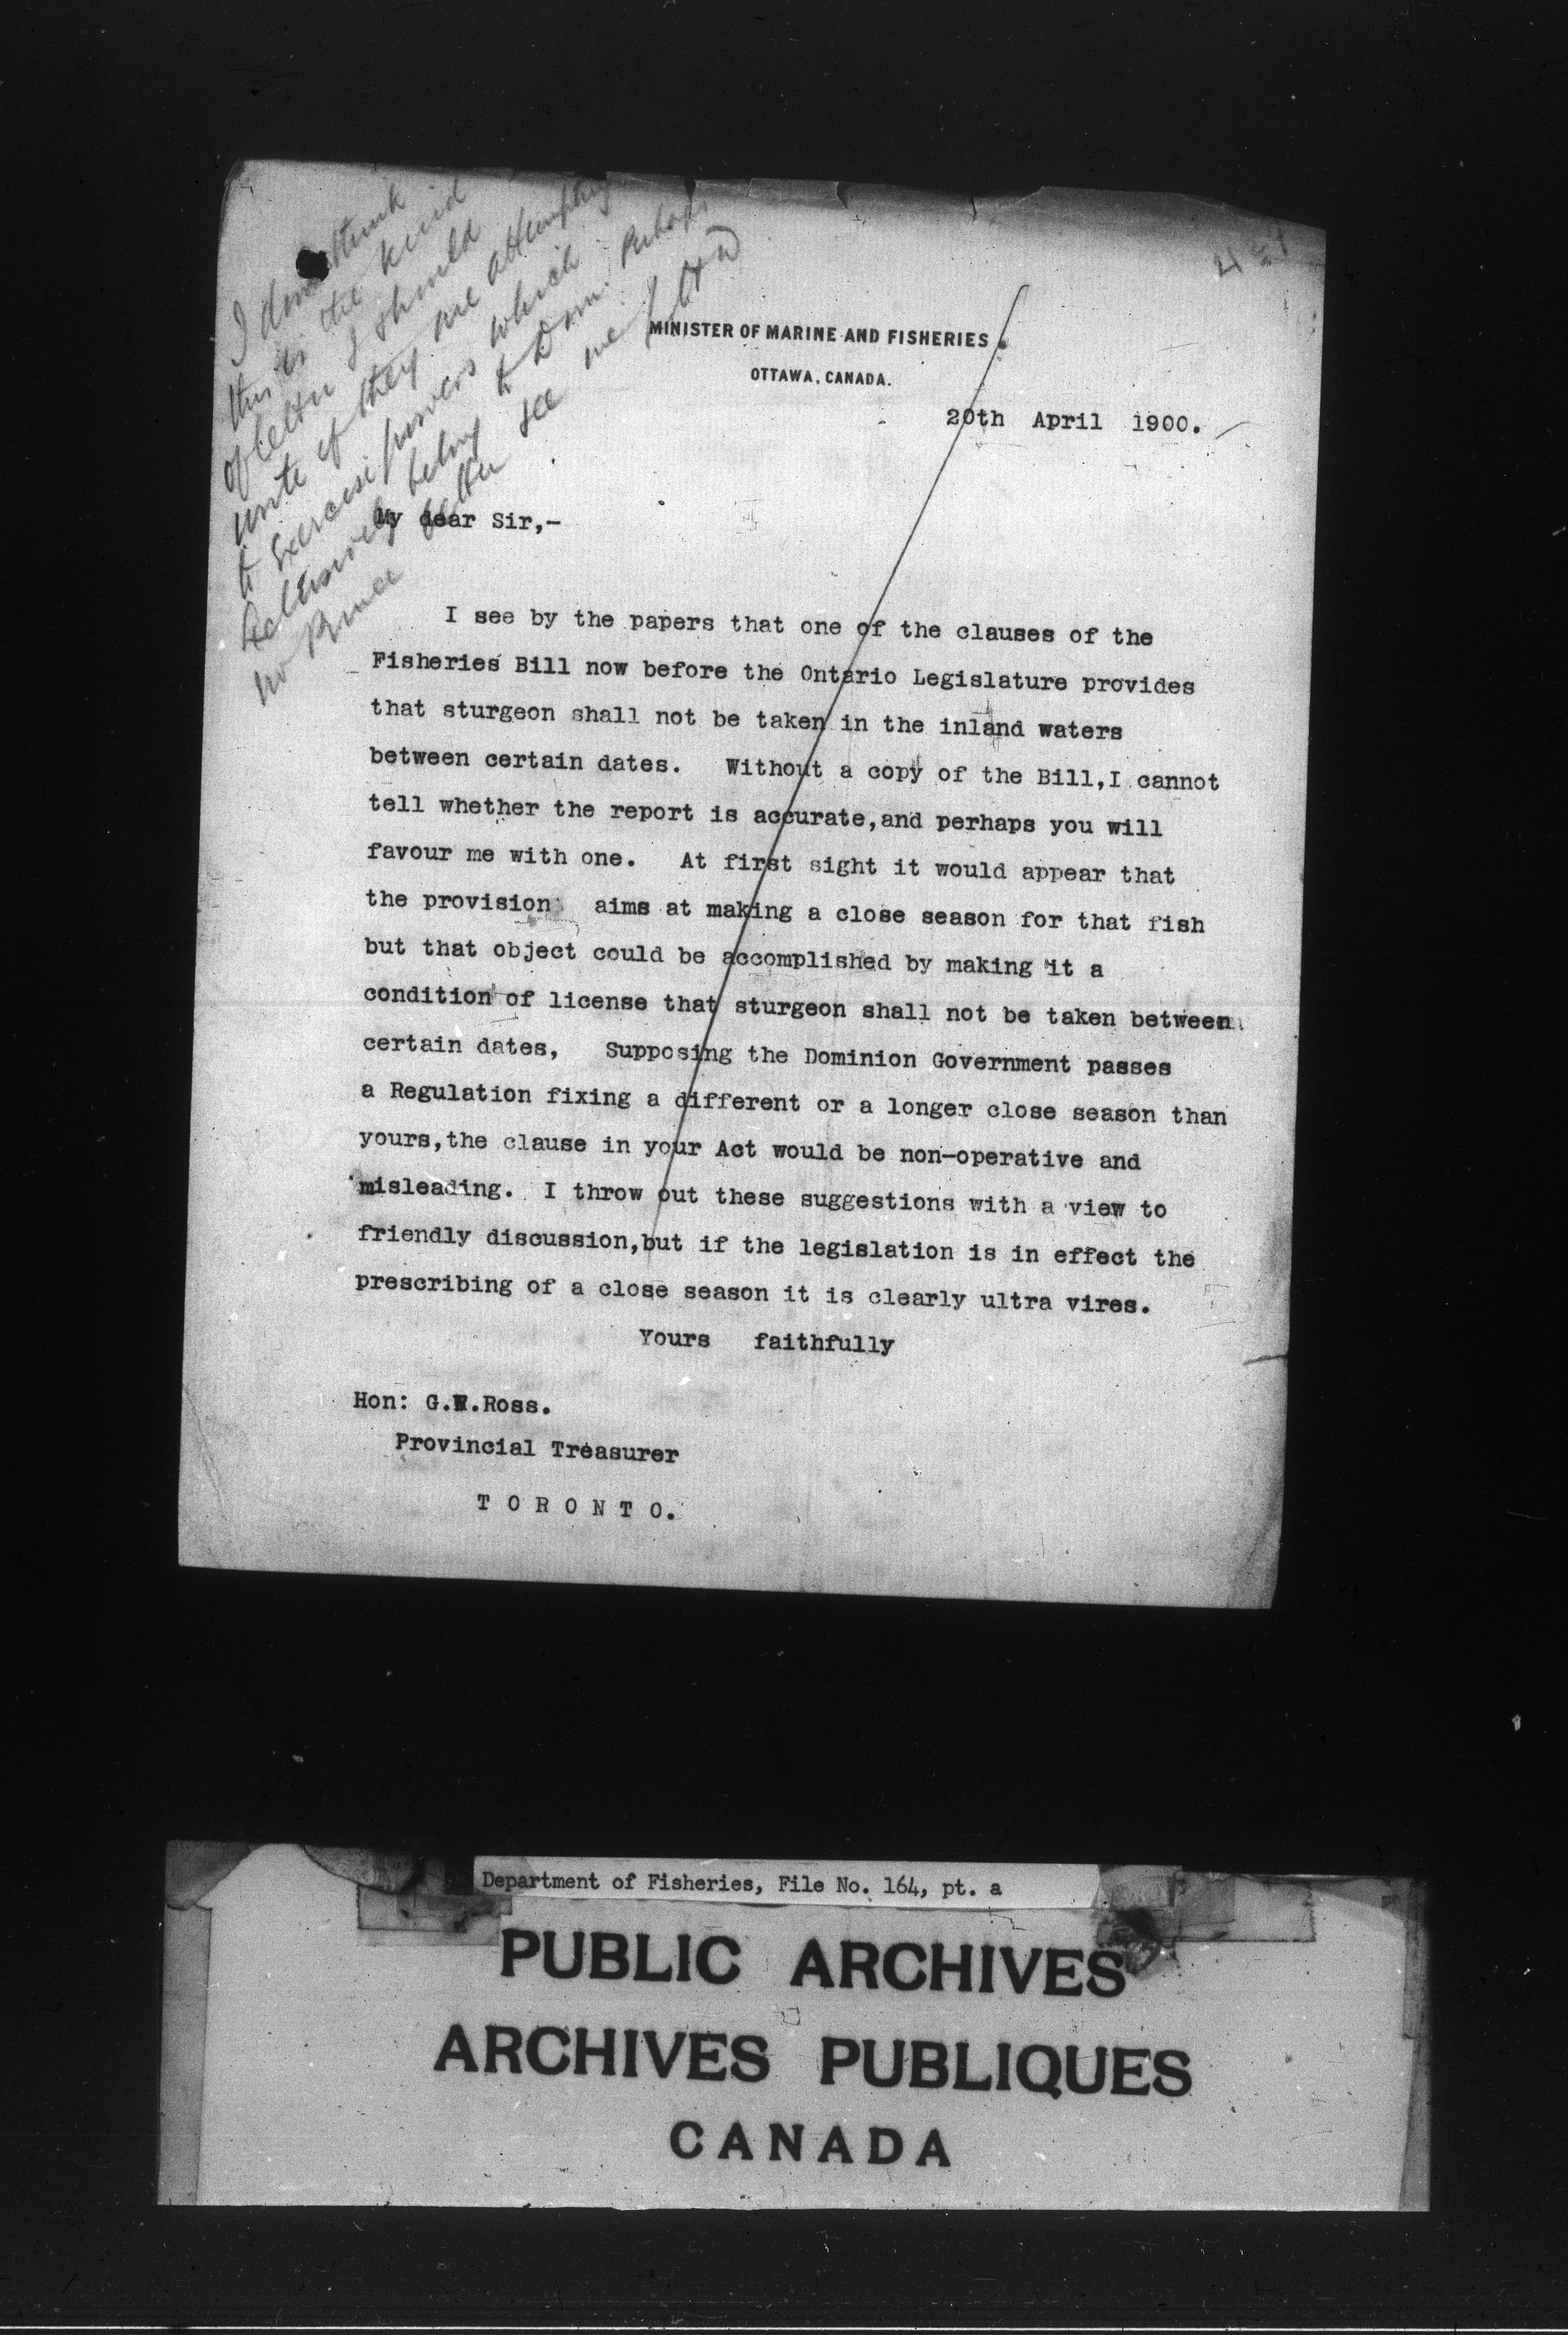 I don't think
this is the kind
of letter I should
write if they are attempting
to exercise powers which
exclusively belong to Dom. Perhaps
Prince better see me
MINISTER OF MARINE AND FISHERIES.
OTTAWA, CANADA.
20th April 1900.
My dear Sir,-
I see by the papers that one of the clauses of the
Fisheries Bill now before the Ontario Legislature provides
that sturgeon shall not be taken in the inland waters
between certain dates. Without a copy of the Bill,I cannot
tell whether the report is accurate,and perhaps you will
favour me with one. At first sight it would appear that
the provision aims at making a close season for that fish
but that object could be accomplished by making it a
condition of license that sturgeon shall not be taken between
certain dates, Supposing the Dominion Government passes
a Regulation fixing a different or a longer close season than
yours,the clause in your Act would be non-operative and
misleading. I throw out these suggestions with a view to
friendly discussion,but if the legislation is in effect the
prescribing of a close season it is clearly ultra vires.
Yours faithfully
Hon: G.W.Ross.
Provincial Treasurer
T O R O N T O.
Department of Fisheries, File No. 164, pt. a
PUBLIC ARCHIVES
ARCHIVES PUBLIQUES
CANADA